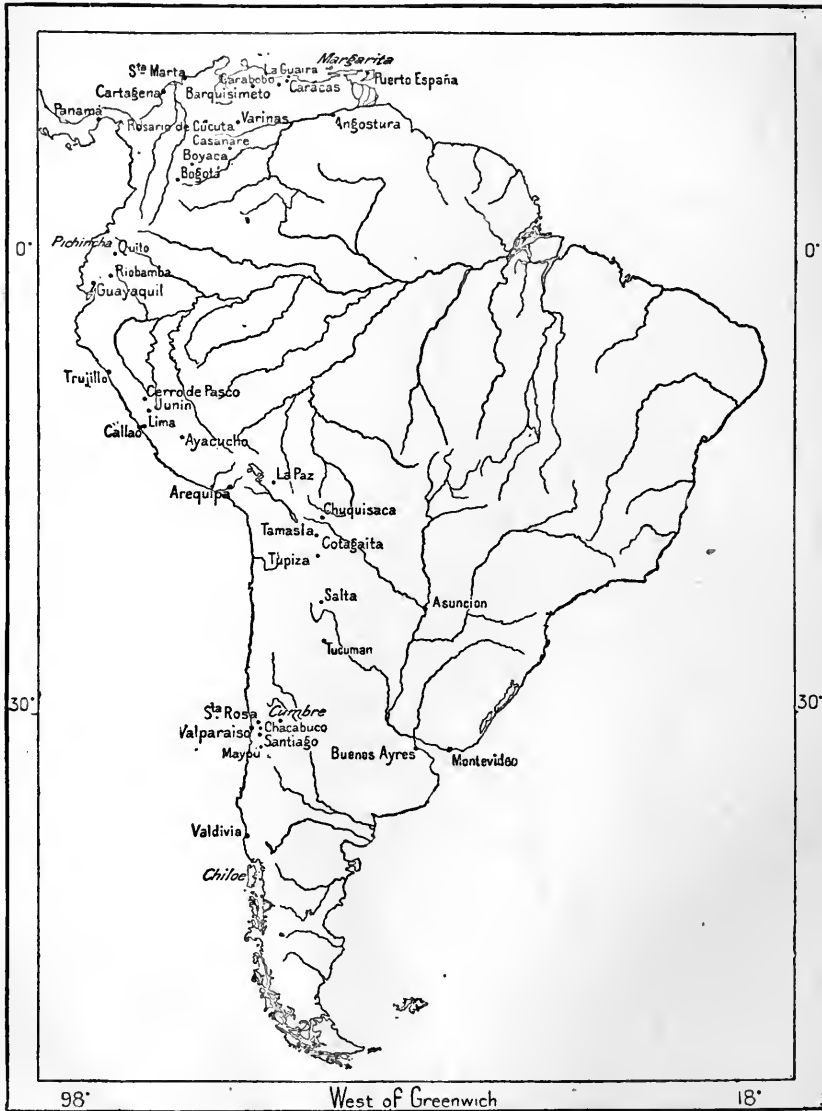 Margarita
Sta Marta
La Guaira
Carabobo
Puerto España
Cartagena
Barquisimeto
Caracas
Panamá
Rosario de Cúcuta
Varinas
Angostura
Casanare
Boyaca
Bogotá
Pichincha
0°
Quito
0°
Riobamba
Guayaquil
Trujillo
Cerro de Pasco
Junin
Lima
Callao
Ayacucho
La Paz
Arequipa
Chuquisaca
Tamasla
Cotagaita
Tupiza
Salta
Asuncion
Tucuman
30°
30°
Sta. Rosa
Cumbre
Chacabuco
Valparaiso
Santiago
Maypú
Buenos Ayres
Montevideo
Valdivia
Chiloe
98°
West of Greenwich
18°